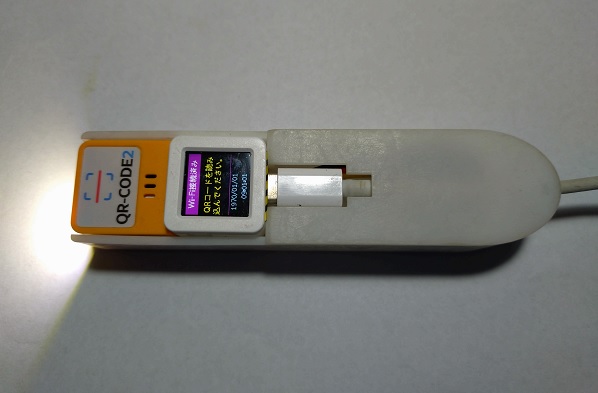 QR-CODE2
Wi-Fi接続済み
QRコードを読み
込んでください。
1970/01/01
09:01:01